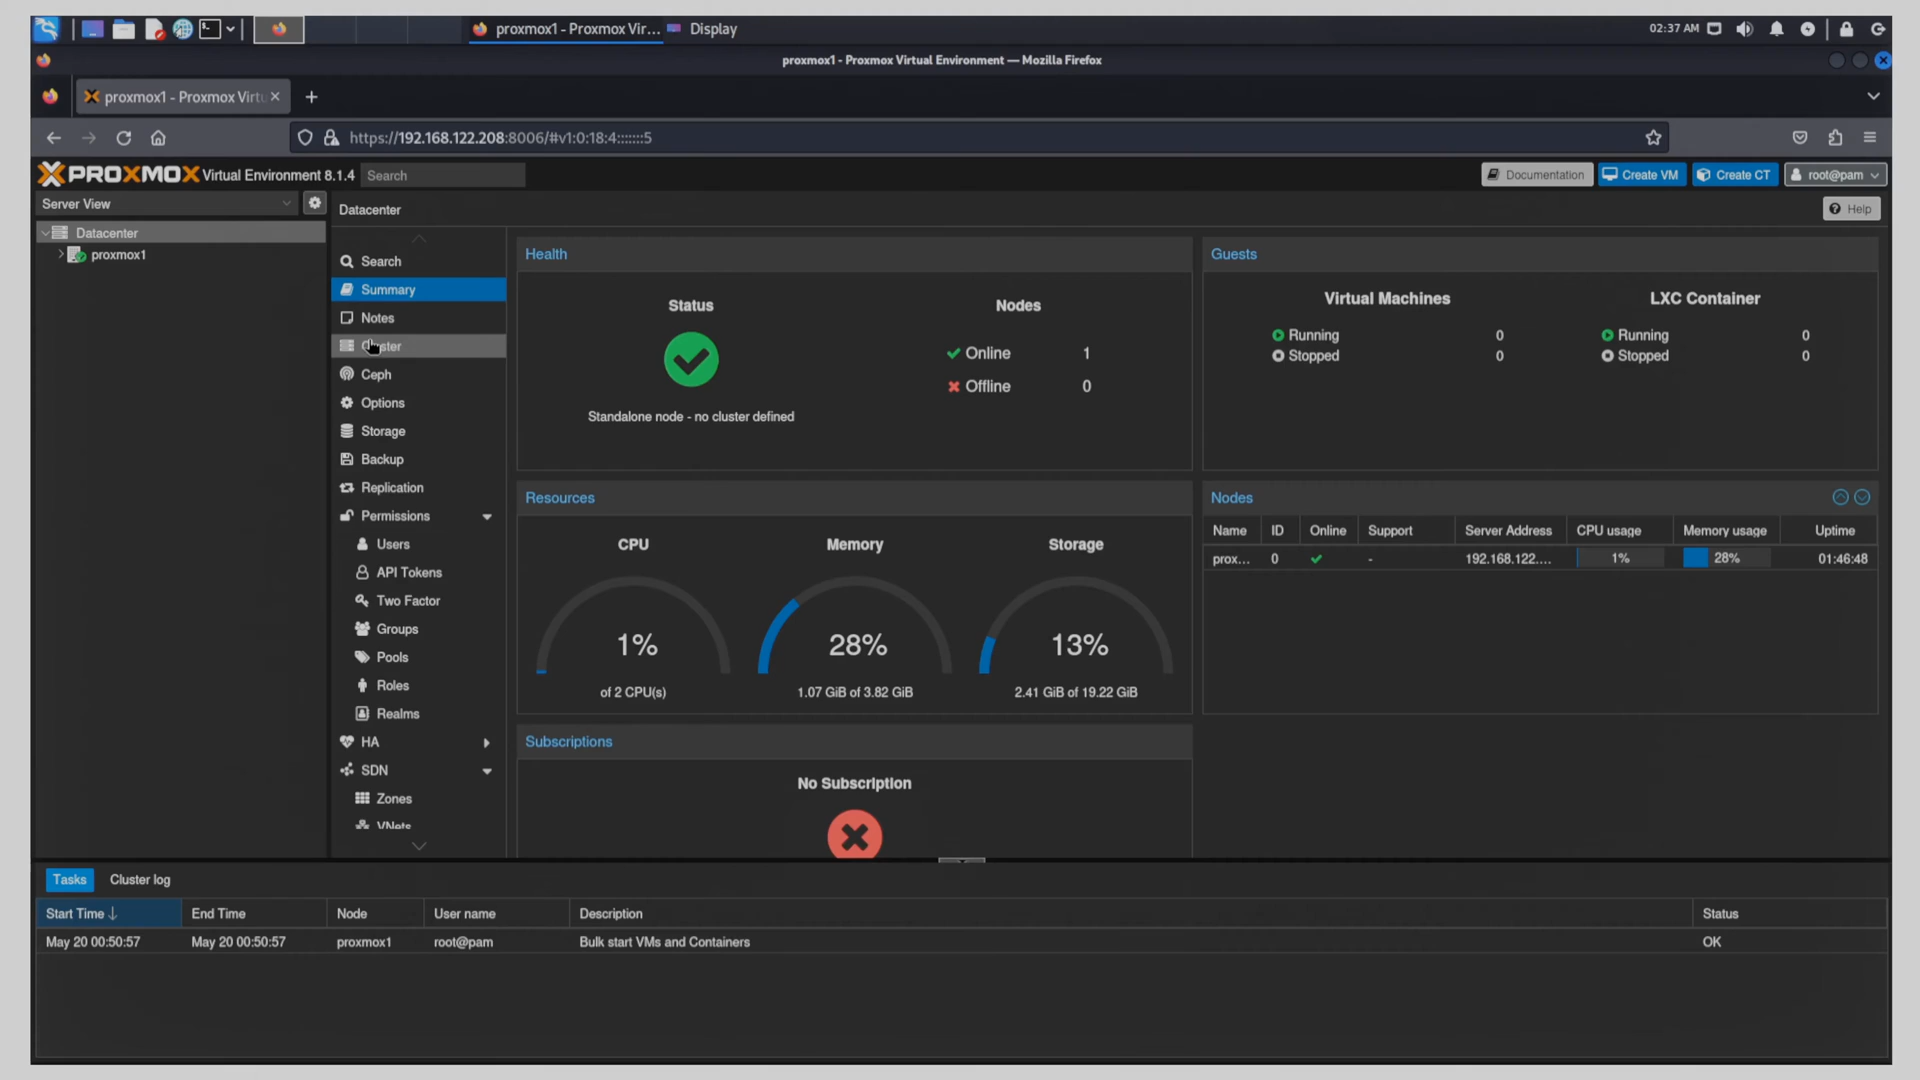 proxmox1 - Proxmox Vir...
Display
02:37 AM
proxmox1 - Proxmox Virtual Environment — Mozilla Firefox
proxmox1 - Proxmox Virtu
https://192.168.122.208:8006/#v1:0:18:4:::::::5
PROXMOX Virtual Environment 8.1.4
Search
Documentation
Create VM
Create CT
root@pam
Server View
Datacenter
Help
Datacenter
proxmox1
Search
Summary
Notes
Cluster
Ceph
Options
Storage
Backup
Replication
Permissions
Users
API Tokens
Two Factor
Groups
Pools
Roles
Realms
HA
SDN
Zones
VNets
Health
Status
Nodes
Online 1
Offline 0
Standalone node - no cluster defined
Guests
Virtual Machines
LXC Container
Running 0
Running 0
Stopped 0
Stopped 0
Resources
CPU
Memory
Storage
1%
28%
13%
of 2 CPU(s)
1.07 GiB of 3.82 GiB
2.41 GiB of 19.22 GiB
Nodes
Name ID Online Support Server Address CPU usage Memory usage Uptime
prox... 0 - 192.168.122.... 1% 28% 01:46:48
Subscriptions
No Subscription
Tasks
Cluster log
Start Time End Time Node User name Description Status
May 20 00:50:57 May 20 00:50:57 proxmox1 root@pam Bulk start VMs and Containers OK